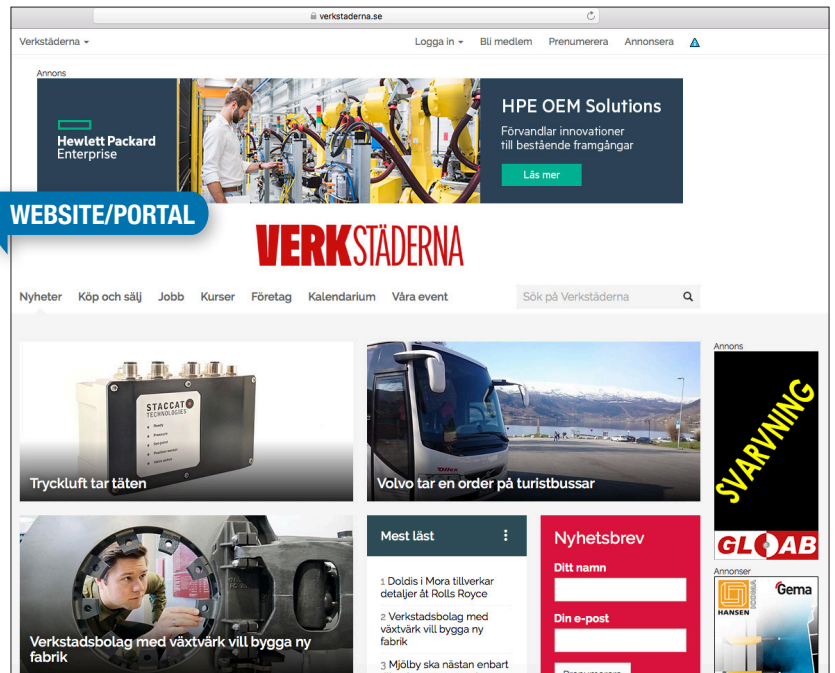 verkstaderna.se
Verkstäderna
Logga in
Bli medlem
Prenumerera
Annonsera
Annons
Hewlett Packard
Enterprise
HPE OEM Solutions
Förvandlar innovationer
till bestående framgångar
Läs mer
WEBSITE/PORTAL
VERKSTÄDERNA
Nyheter
Köp och sälj
Jobb
Kurser
Företag
Kalendarium
Våra event
Sök på Verkstäderna
STACCATO
TECHNOLOGIES
Ready
Pressure
Tryckluft tar täten
Volvo tar en order på turistbussar
Annons
SVARVNING
GLOAB
Verkstadsbolag med växtvärk vill bygga ny
fabrik
Mest läst
1 Doldis i Mora tillverkar
detaljer åt Rolls Royce
2 Verkstadsbolag med
växtvärk vill bygga ny
fabrik
3 Mjölby ska nästan enbart
Nyhetsbrev
Ditt namn
Din e-post
Prenumerera
Annonser
HANSEN
Gema